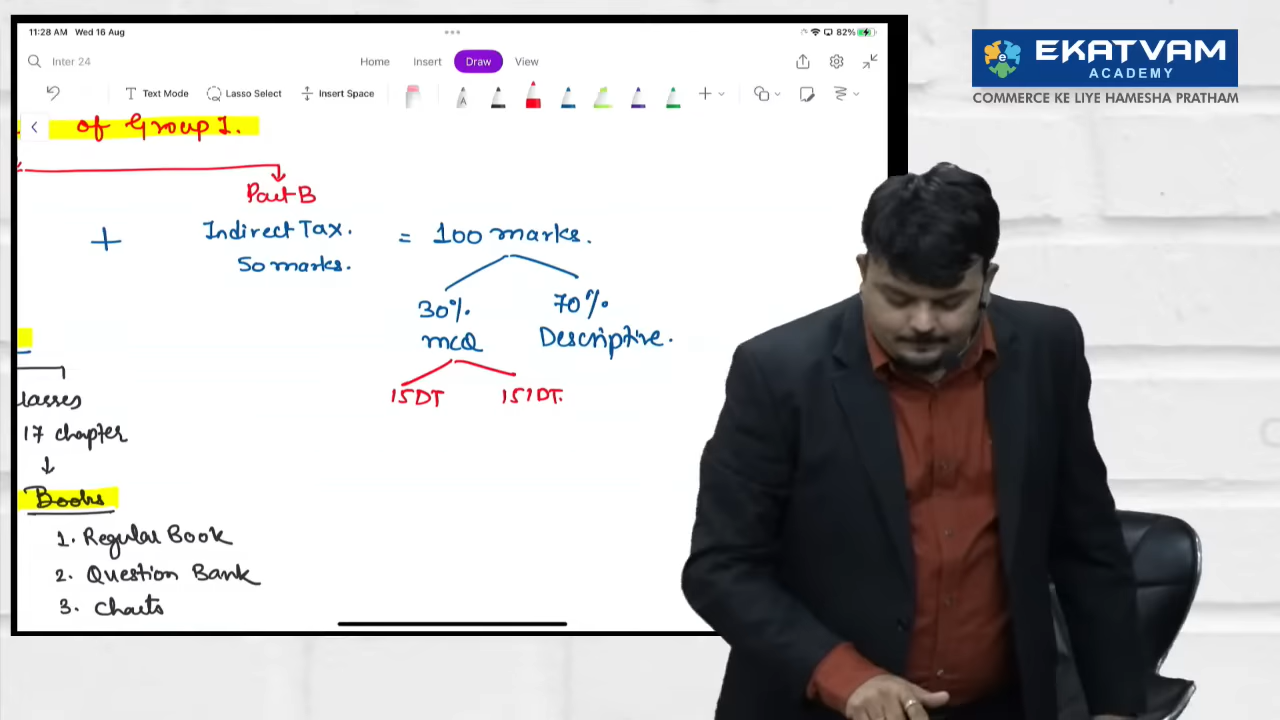 11:28 AM Wed 16 Aug
82%
Inter 24
Home Insert Draw View
Text Mode Lasso Select Insert Space
of Group 1.
Part B
+ Indirect Tax. = 100 marks.
50 marks.
30% 70%
mcQ Descriptive.
15 DT 15 IDT.
lasses
17 chapter
Books
1. Regular Book
2. Question Bank
3. Charts
EKATVAM
ACADEMY
COMMERCE KE LIYE HAMESHA PRATHAM